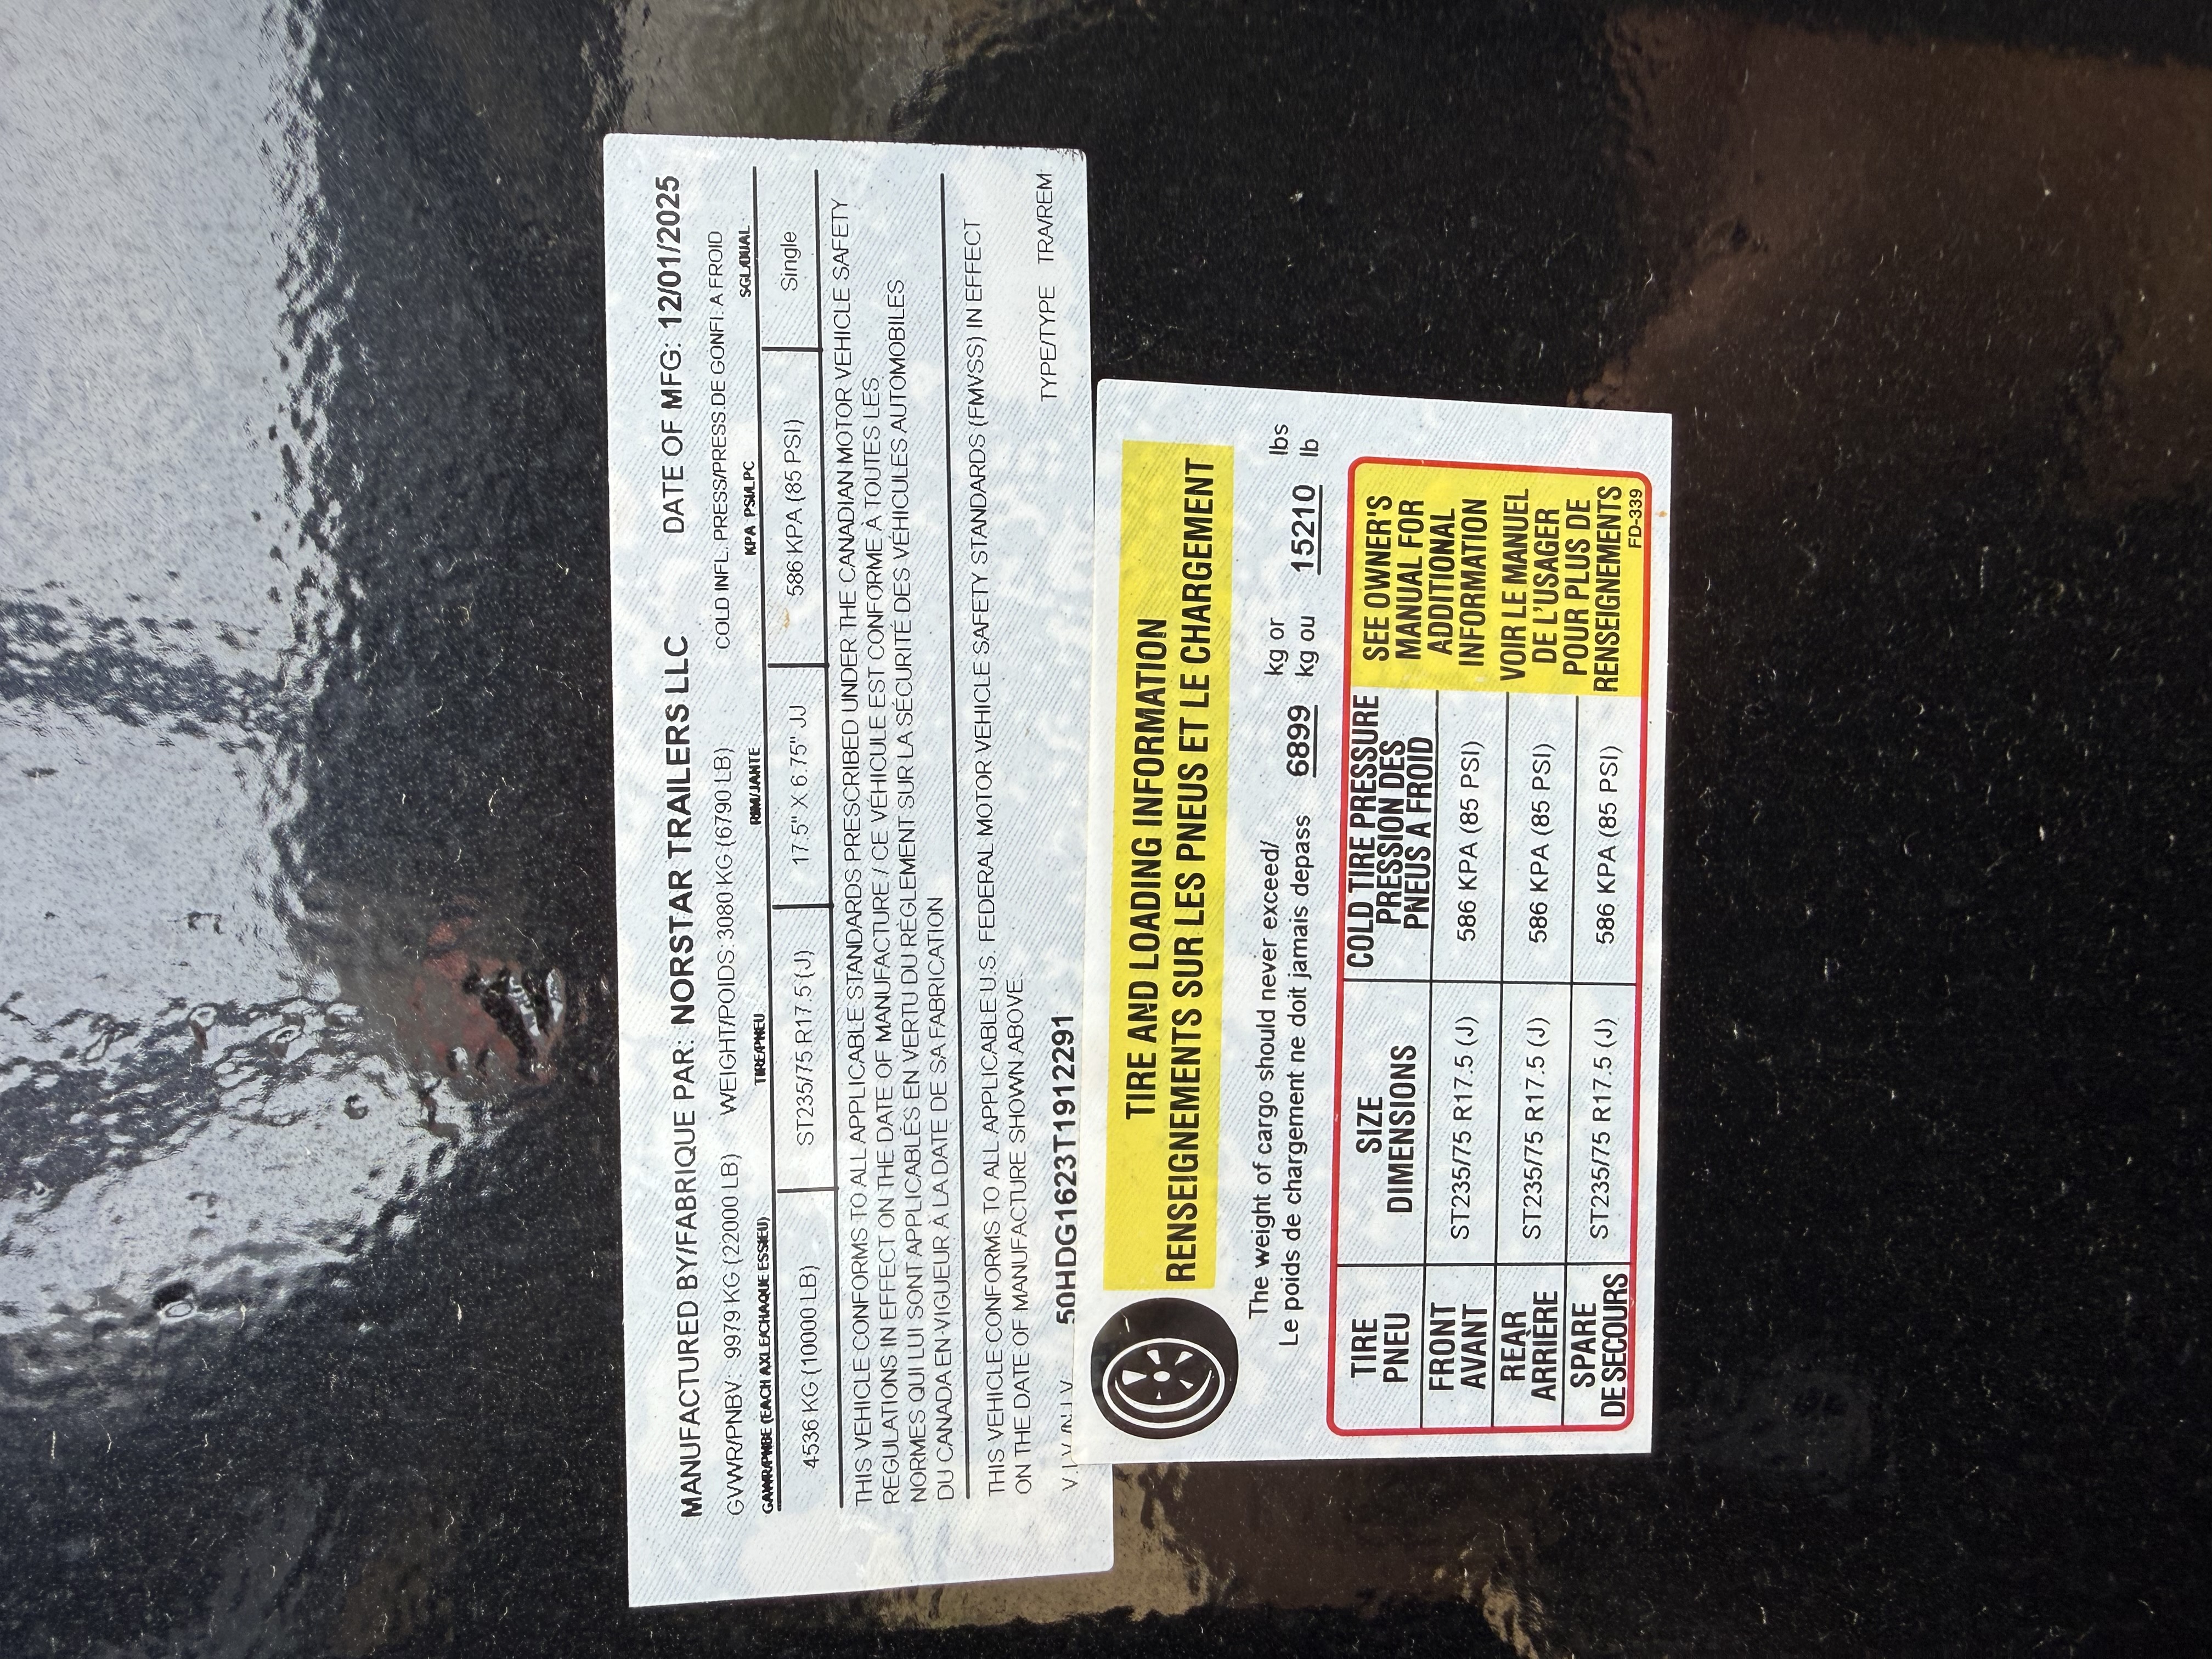 MANUFACTURED BY/FABRIQUE PAR: NORSTAR TRAILERS LLC DATE OF MFG: 12/01/2025
GVWR/PNBV: 9979 KG (22000 LB) WEIGHT/POIDS: 3080 KG (6790 LB) COLD INFL. PRESS/PRESS.DE GONFL. A FROID
GAWR/PNBE (EACH AXLE/CHAQUE ESSIEU) TIRE/PNEU RIM/JANTE KPA PSI/LPC SGL/DUAL
4536 KG (10000 LB) ST235/75 R17.5 (J) 17.5" X 6.75" JJ 586 KPA (85 PSI) Single
THIS VEHICLE CONFORMS TO ALL APPLICABLE STANDARDS PRESCRIBED UNDER THE CANADIAN MOTOR VEHICLE SAFETY
REGULATIONS IN EFFECT ON THE DATE OF MANUFACTURE / CE VÉHICULE EST CONFORME À TOUTES LES
NORMES QUI LUI SONT APPLICABLES EN VERTU DU RÈGLEMENT SUR LA SÉCURITÉ DES VÉHICULES AUTOMOBILES
DU CANADA EN VIGUEUR À LA DATE DE SA FABRICATION
THIS VEHICLE CONFORMS TO ALL APPLICABLE U.S. FEDERAL MOTOR VEHICLE SAFETY STANDARDS (FMVSS) IN EFFECT
ON THE DATE OF MANUFACTURE SHOWN ABOVE.
50HDG1623T1912291 TYPE/TYPE TRA/REM
TIRE AND LOADING INFORMATION
RENSEIGNEMENTS SUR LES PNEUS ET LE CHARGEMENT
The weight of cargo should never exceed/ kg or lbs
Le poids de chargement ne doit jamais depass 6899 kg ou 15210 lb
TIRE SIZE COLD TIRE PRESSURE
PNEU DIMENSIONS PRESSION DES
PNEUS A FROID
FRONT
AVANT ST235/75 R17.5 (J) 586 KPA (85 PSI)
REAR
ARRIÈRE ST235/75 R17.5 (J) 586 KPA (85 PSI)
SPARE
DE SECOURS ST235/75 R17.5 (J) 586 KPA (85 PSI)
SEE OWNER'S
MANUAL FOR
ADDITIONAL
INFORMATION
VOIR LE MANUEL
DE L'USAGER
POUR PLUS DE
RENSEIGNEMENTS
FD-339